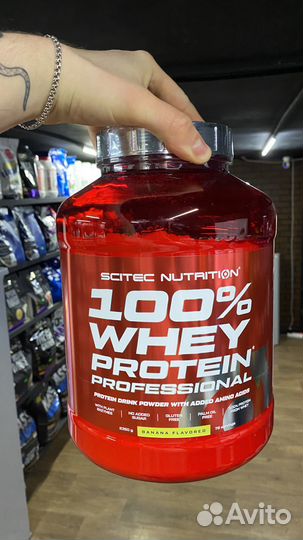 SCITEC NUTRITION
100%
WHEY
PROTEIN
PROFESSIONAL
PROTEIN DRINK POWDER WITH ADDED AMINO ACIDS
NO ADDED SUGAR
GLUTEN FREE
PALM OIL FREE
2350 g
BANANA FLAVORED
Avito